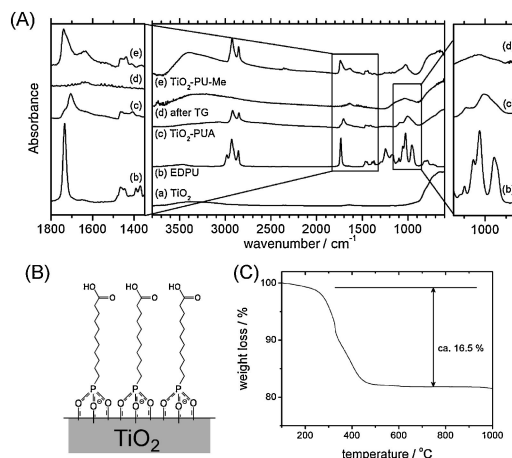 (A)
Absorbance
(e)
(d)
(c)
(b)
1800 1700 1600 1500 1400
(e) TiO2-PU-Me
(d) after TG
(c) TiO2-PUA
(b) EDPU
(a) TiO2
3000 2500 2000 1500 1000
wavenumber / cm-1
(d
(c
(b
1000
(B)
HO O HO O HO O
P P P
O O O O O O O O O
TiO2
(C)
weight loss / %
100
90
80
ca. 16.5 %
200 400 600 800 1000
temperature / °C